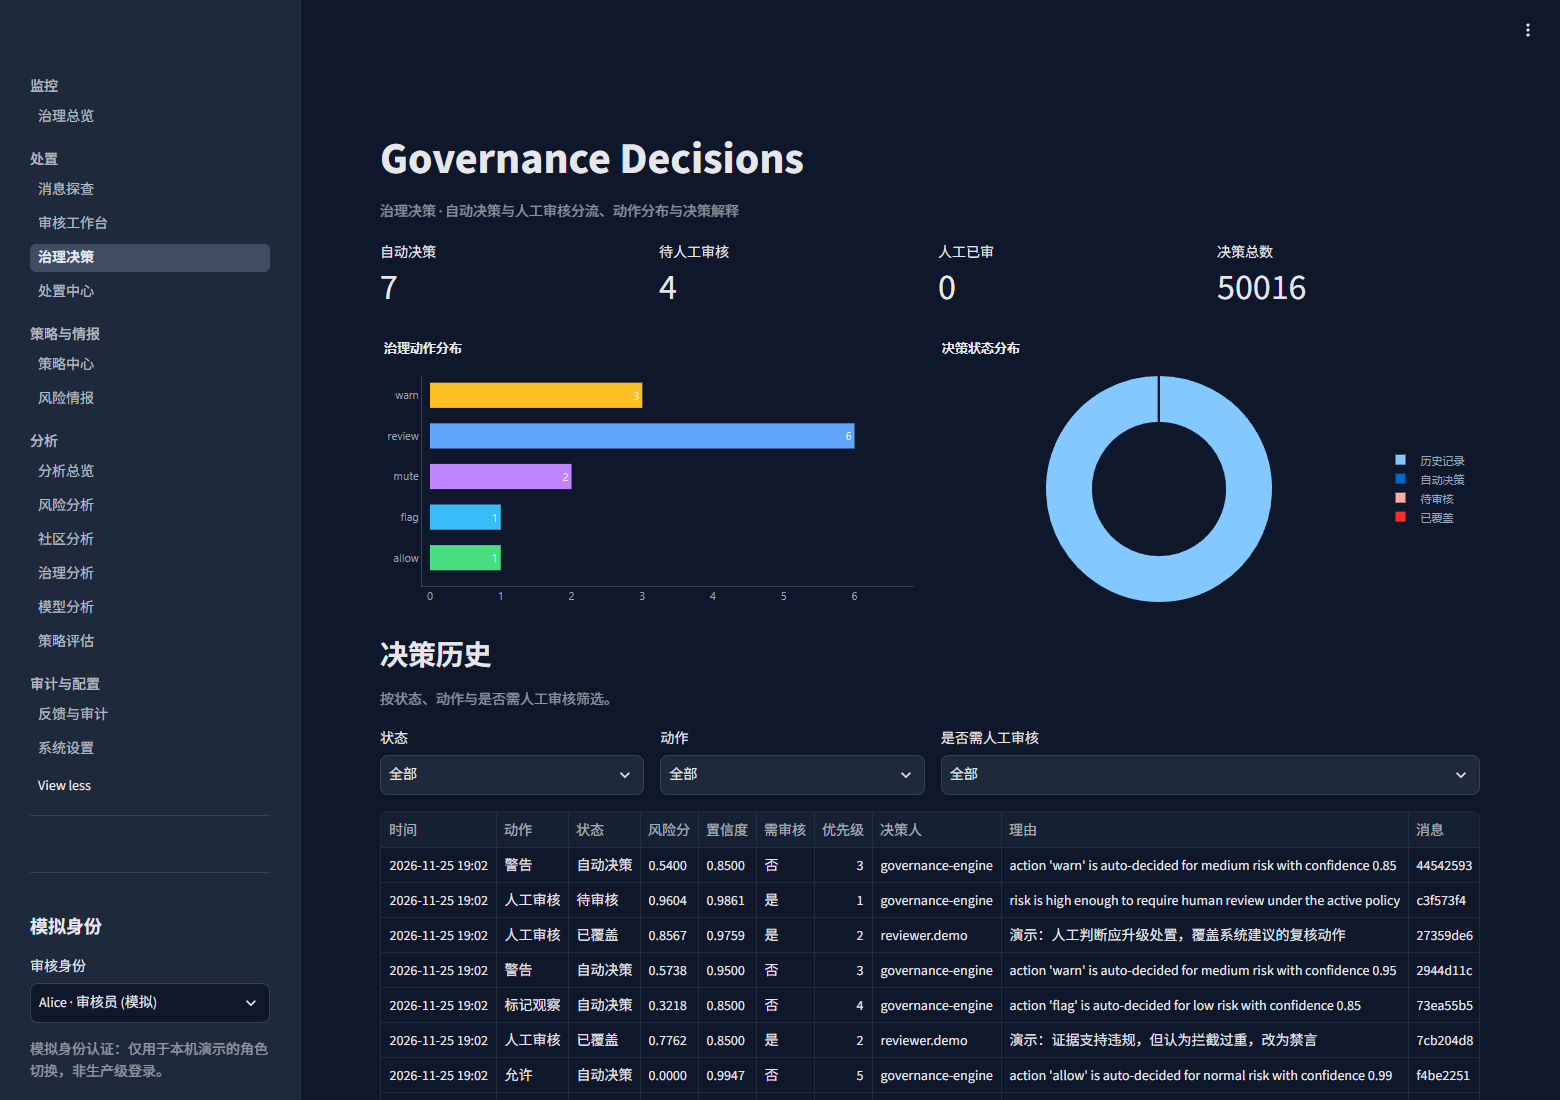 监控
治理总览
处置
消息探查
审核工作台
治理决策
处置中心
策略与情报
策略中心
风险情报
分析
分析总览
风险分析
社区分析
治理分析
模型分析
策略评估
审计与配置
反馈与审计
系统设置
View less
模拟身份
审核身份
Alice · 审核员 (模拟)
模拟身份认证：仅用于本机演示的角色
切换，非生产级登录。
Governance Decisions
治理决策 · 自动决策与人工审核分流、动作分布与决策解释
自动决策 待人工审核 人工已审 决策总数
7 4 0 50016
治理动作分布
warn 3
review 6
mute 2
flag 1
allow 1
0 1 2 3 4 5 6
决策状态分布
历史记录
自动决策
待审核
已覆盖
决策历史
按状态、动作与是否需人工审核筛选。
状态 动作 是否需人工审核
全部 全部 全部
时间 动作 状态 风险分 置信度 需审核 优先级 决策人 理由 消息
2026-11-25 19:02 警告 自动决策 0.5400 0.8500 否 3 governance-engine action 'warn' is auto-decided for medium risk with confidence 0.85 44542593
2026-11-25 19:02 人工审核 待审核 0.9604 0.9861 是 1 governance-engine risk is high enough to require human review under the active policy c3f573f4
2026-11-25 19:02 人工审核 已覆盖 0.8567 0.9759 是 2 reviewer.demo 演示：人工判断应升级处置，覆盖系统建议的复核动作 27359de6
2026-11-25 19:02 警告 自动决策 0.5738 0.9500 否 3 governance-engine action 'warn' is auto-decided for medium risk with confidence 0.95 2944d11c
2026-11-25 19:02 标记观察 自动决策 0.3218 0.8500 否 4 governance-engine action 'flag' is auto-decided for low risk with confidence 0.85 73ea55b5
2026-11-25 19:02 人工审核 已覆盖 0.7762 0.8500 是 2 reviewer.demo 演示：证据支持违规，但认为拦截过重，改为禁言 7cb204d8
2026-11-25 19:02 允许 自动决策 0.0000 0.9947 否 5 governance-engine action 'allow' is auto-decided for normal risk with confidence 0.99 f4be2251